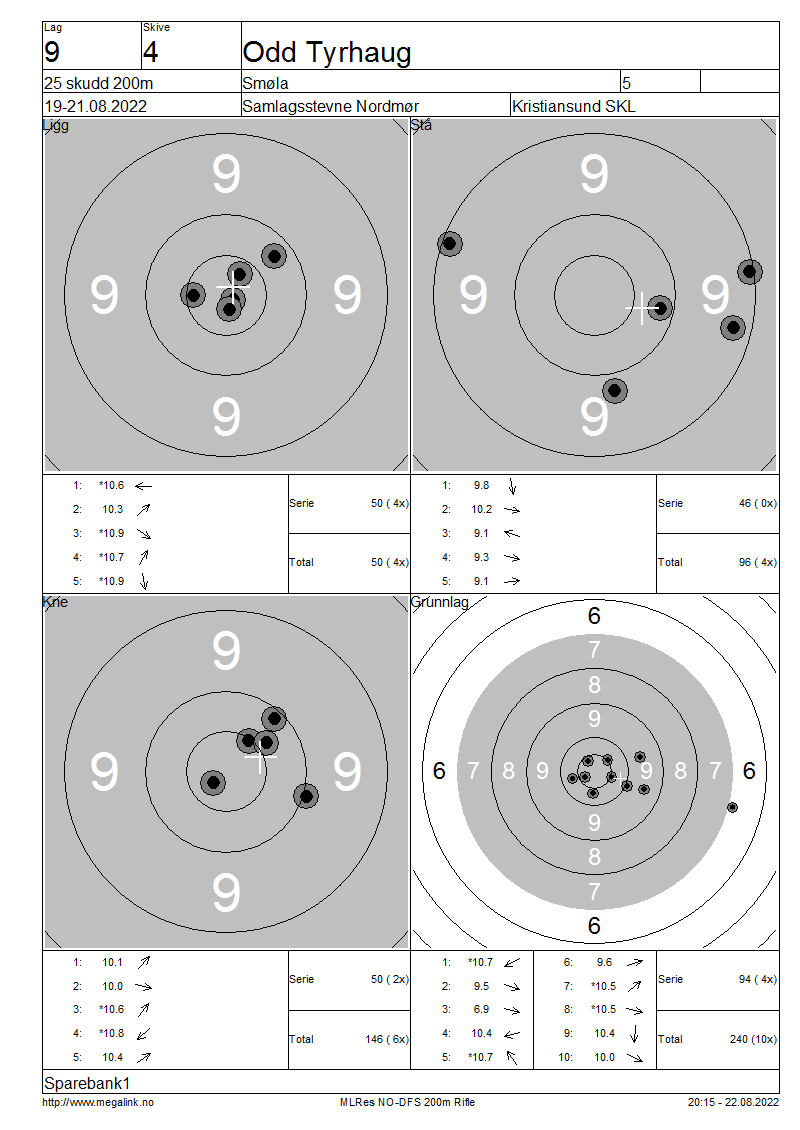 Lag
Skive
9
4
Odd Tyrhaug
25 skudd 200m
Smøla
5
19-21.08.2022
Samlagsstevne Nordmør
Kristiansund SKL
Ligg
9
9
9
9
Stå
9
9
9
9
1: *10.6
2: 10.3
3: *10.9
4: *10.7
5: *10.9
Serie 50 ( 4x)
Total 50 ( 4x)
1: 9.8
2: 10.2
3: 9.1
4: 9.3
5: 9.1
Serie 46 ( 0x)
Total 96 ( 4x)
Kne
9
9
9
9
Grunnlag
6
7
8
9
6 7 8 9 9 8 7 6
9
8
7
6
1: 10.1
2: 10.0
3: *10.6
4: *10.8
5: 10.4
Serie 50 ( 2x)
Total 146 ( 6x)
1: *10.7
2: 9.5
3: 6.9
4: 10.4
5: *10.7
6: 9.6
7: *10.5
8: *10.5
9: 10.4
10: 10.0
Serie 94 ( 4x)
Total 240 (10x)
Sparebank1
http://www.megalink.no
MLRes NO-DFS 200m Rifle
20:15 - 22.08.2022